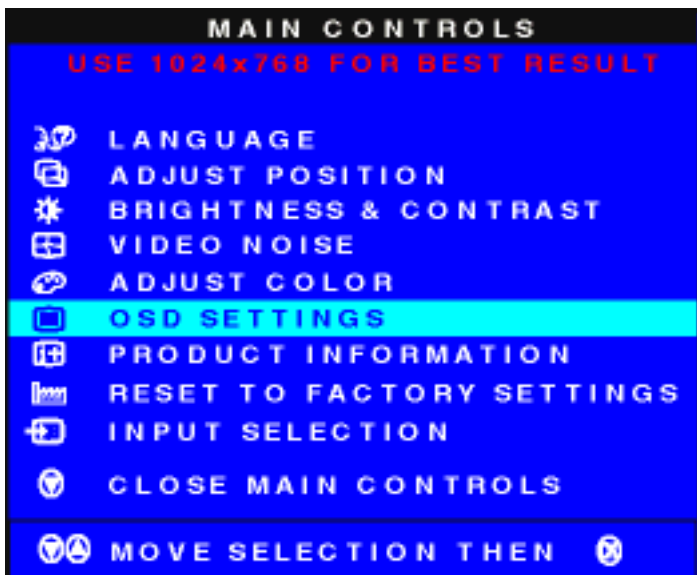 MAIN CONTROLS
USE 1024x768 FOR BEST RESULT
LANGUAGE
ADJUST POSITION
BRIGHTNESS & CONTRAST
VIDEO NOISE
ADJUST COLOR
OSD SETTINGS
PRODUCT INFORMATION
RESET TO FACTORY SETTINGS
INPUT SELECTION
CLOSE MAIN CONTROLS
MOVE SELECTION THEN